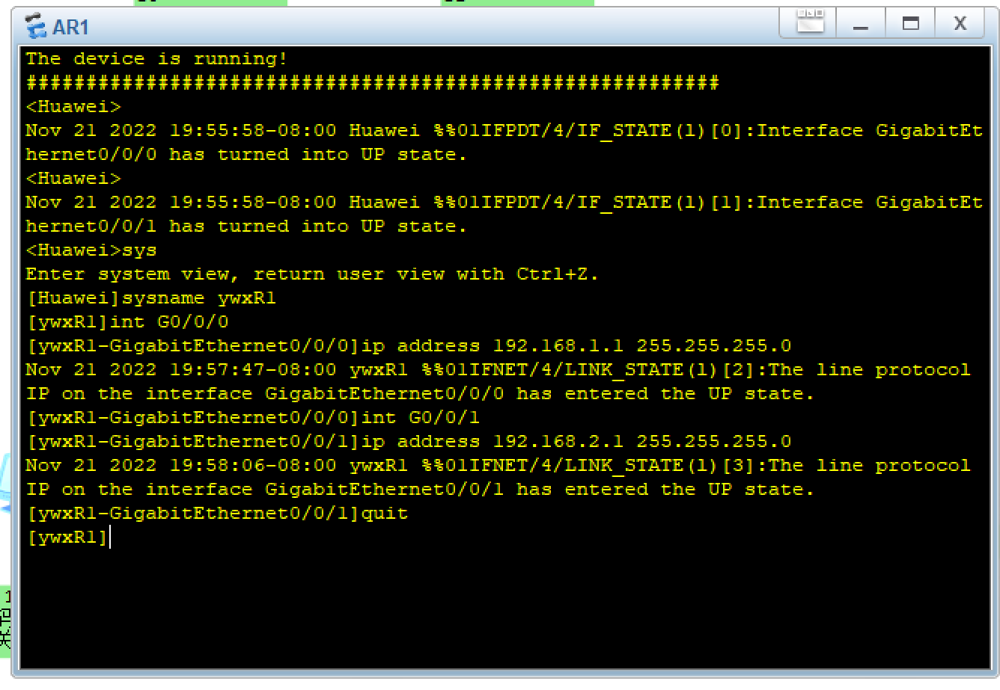 AR1
The device is running!
##########################################################
<Huawei>
Nov 21 2022 19:55:58-08:00 Huawei %%01IFPDT/4/IF_STATE(l)[0]:Interface GigabitEt
hernet0/0/0 has turned into UP state.
<Huawei>
Nov 21 2022 19:55:58-08:00 Huawei %%01IFPDT/4/IF_STATE(l)[1]:Interface GigabitEt
hernet0/0/1 has turned into UP state.
<Huawei>sys
Enter system view, return user view with Ctrl+Z.
[Huawei]sysname ywxR1
[ywxR1]int G0/0/0
[ywxR1-GigabitEthernet0/0/0]ip address 192.168.1.1 255.255.255.0
Nov 21 2022 19:57:47-08:00 ywxR1 %%01IFNET/4/LINK_STATE(l)[2]:The line protocol
IP on the interface GigabitEthernet0/0/0 has entered the UP state.
[ywxR1-GigabitEthernet0/0/0]int G0/0/1
[ywxR1-GigabitEthernet0/0/1]ip address 192.168.2.1 255.255.255.0
Nov 21 2022 19:58:06-08:00 ywxR1 %%01IFNET/4/LINK_STATE(l)[3]:The line protocol
IP on the interface GigabitEthernet0/0/1 has entered the UP state.
[ywxR1-GigabitEthernet0/0/1]quit
[ywxR1]